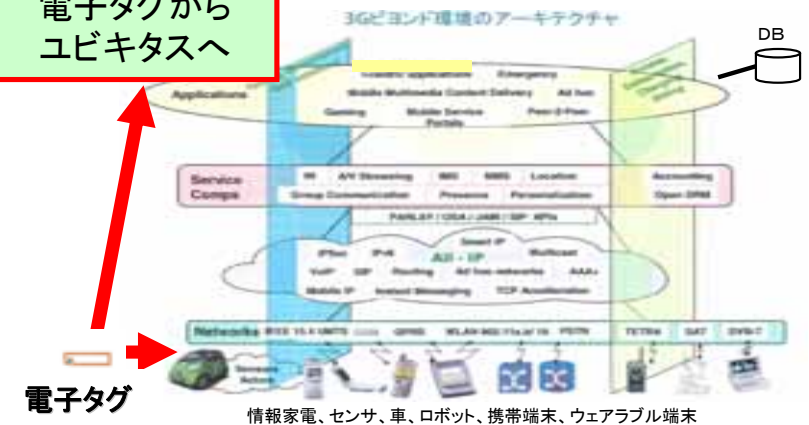 電子タグから
ユビキタスへ
3Gビヨンド環境のアーキテクチャ
DB
Applications
Emergency
Mobile Multimedia Content Delivery Ad hoc
Gaming Mobile Service Peer-2-Peer
Portals
Service
Comps
IM A/V Streaming IMG MMS Location Accounting
Group Communication Presence Personalization Open DRM
PARLAY / OSA / JAIN / SIP APIs
Smart IP
IPSec IPv6 All - IP Multicast
VoIP SIP Routing Ad hoc networks AAA+
Mobile IP Instant Messaging TCP Acceleration
Networks UMTS GPRS PSTN TETRA SAT DVB-T
電子タグ
情報家電、センサ、車、ロボット、携帯端末、ウェアラブル端末